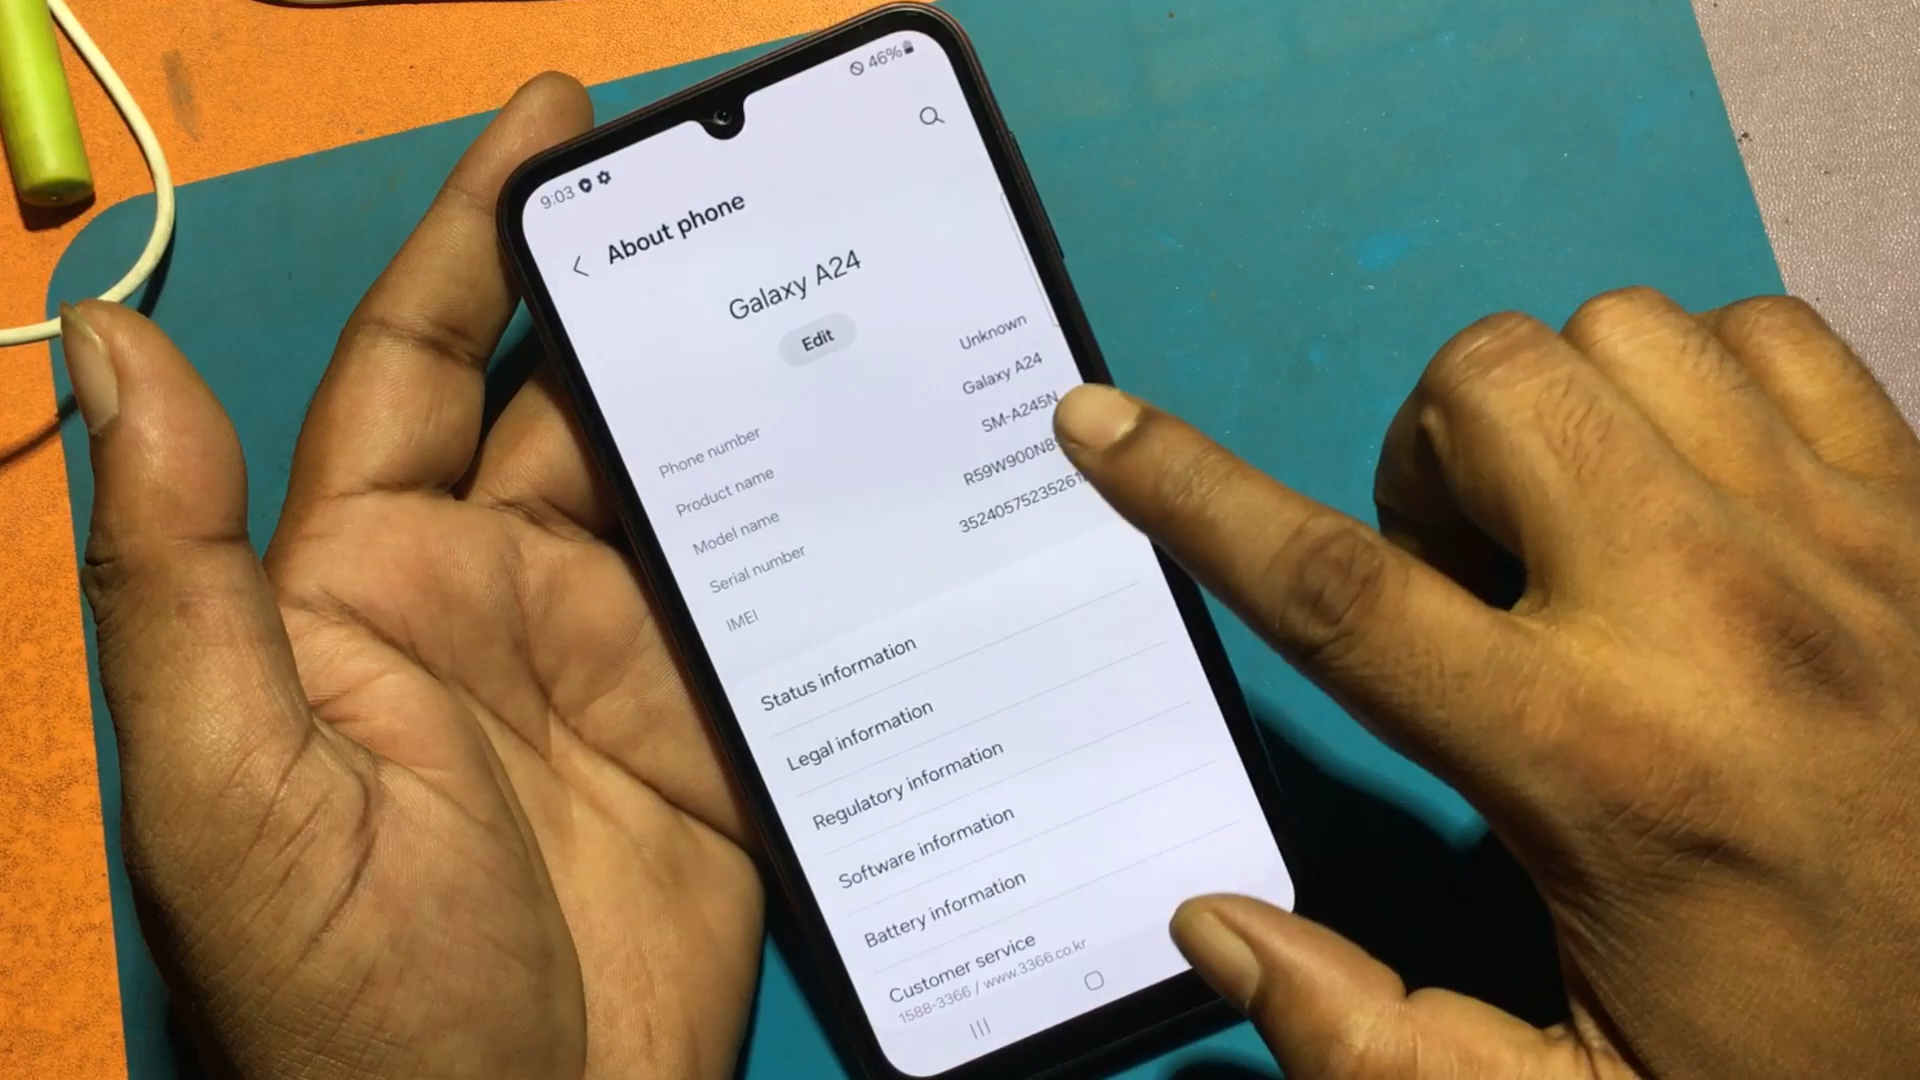 9:03
46%
About phone
Galaxy A24
Edit
Phone number Unknown
Product name Galaxy A24
Model name SM-A245N
Serial number R59W900N8
IMEI 35240575235261
Status information
Legal information
Regulatory information
Software information
Battery information
Customer service
1588-3366 / www.3366.co.kr